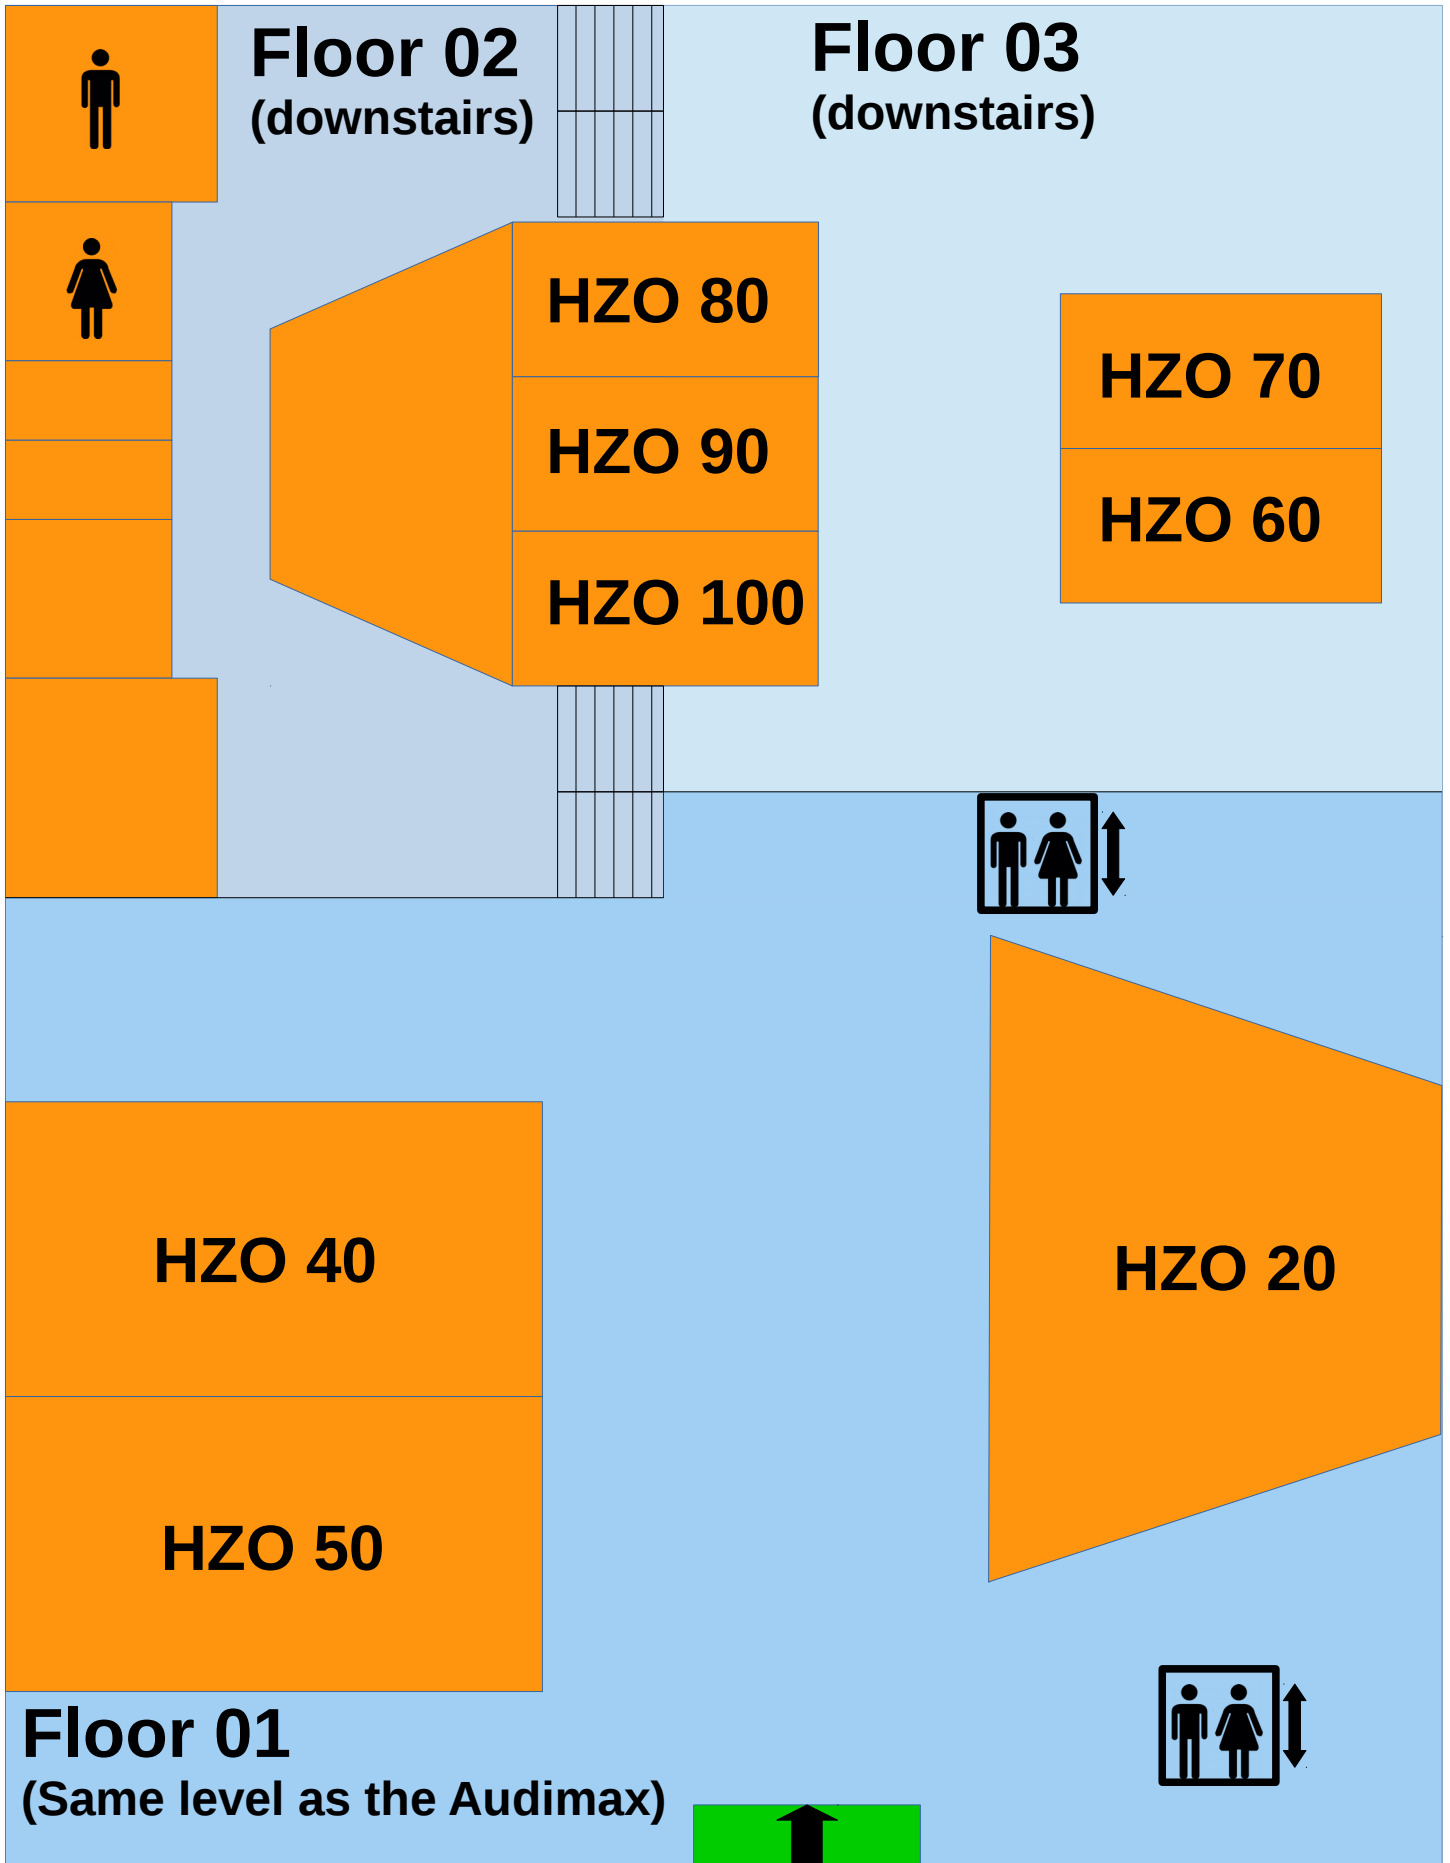 Floor 02
(downstairs)
Floor 03
(downstairs)
HZO 80
HZO 90
HZO 100
HZO 70
HZO 60
HZO 40
HZO 20
HZO 50
Floor 01
(Same level as the Audimax)